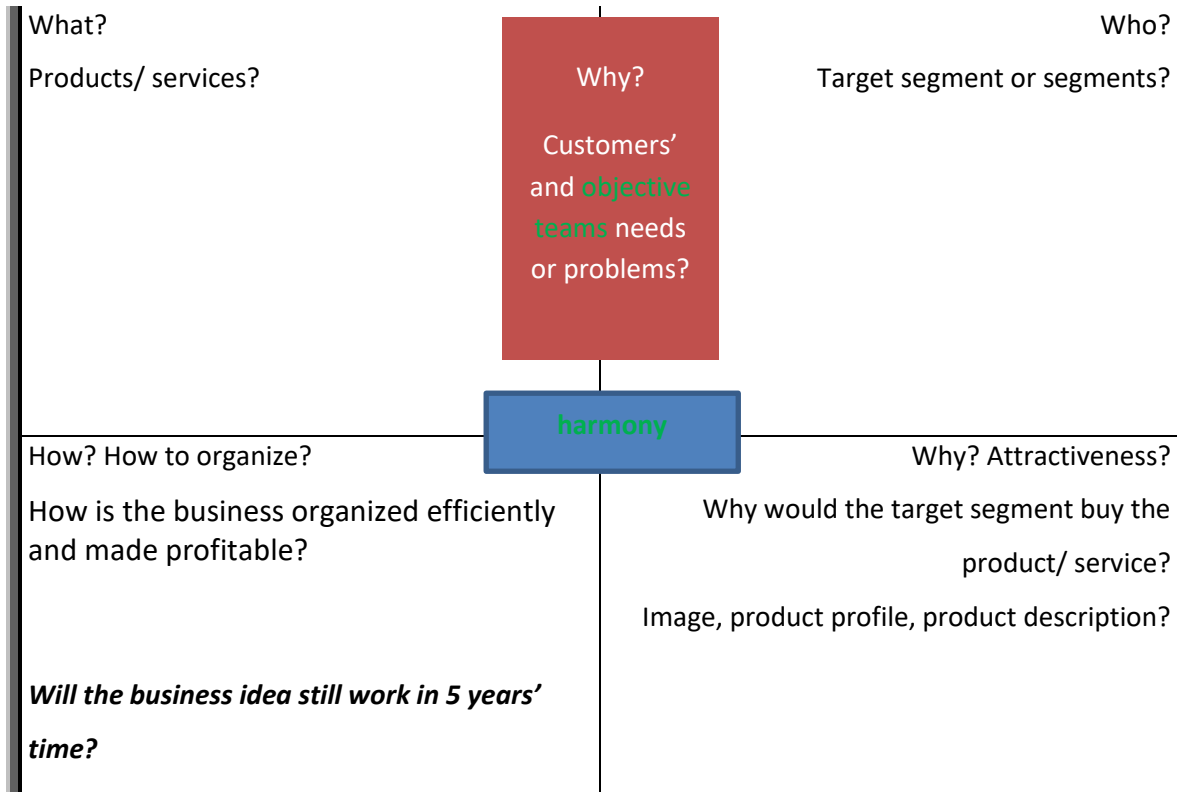 What?
Products/ services?
Why?
Customers’
and objective
teams needs
or problems?
Who?
Target segment or segments?
harmony
How? How to organize?
How is the business organized efficiently
and made profitable?
Will the business idea still work in 5 years’
time?
Why? Attractiveness?
Why would the target segment buy the
product/ service?
Image, product profile, product description?